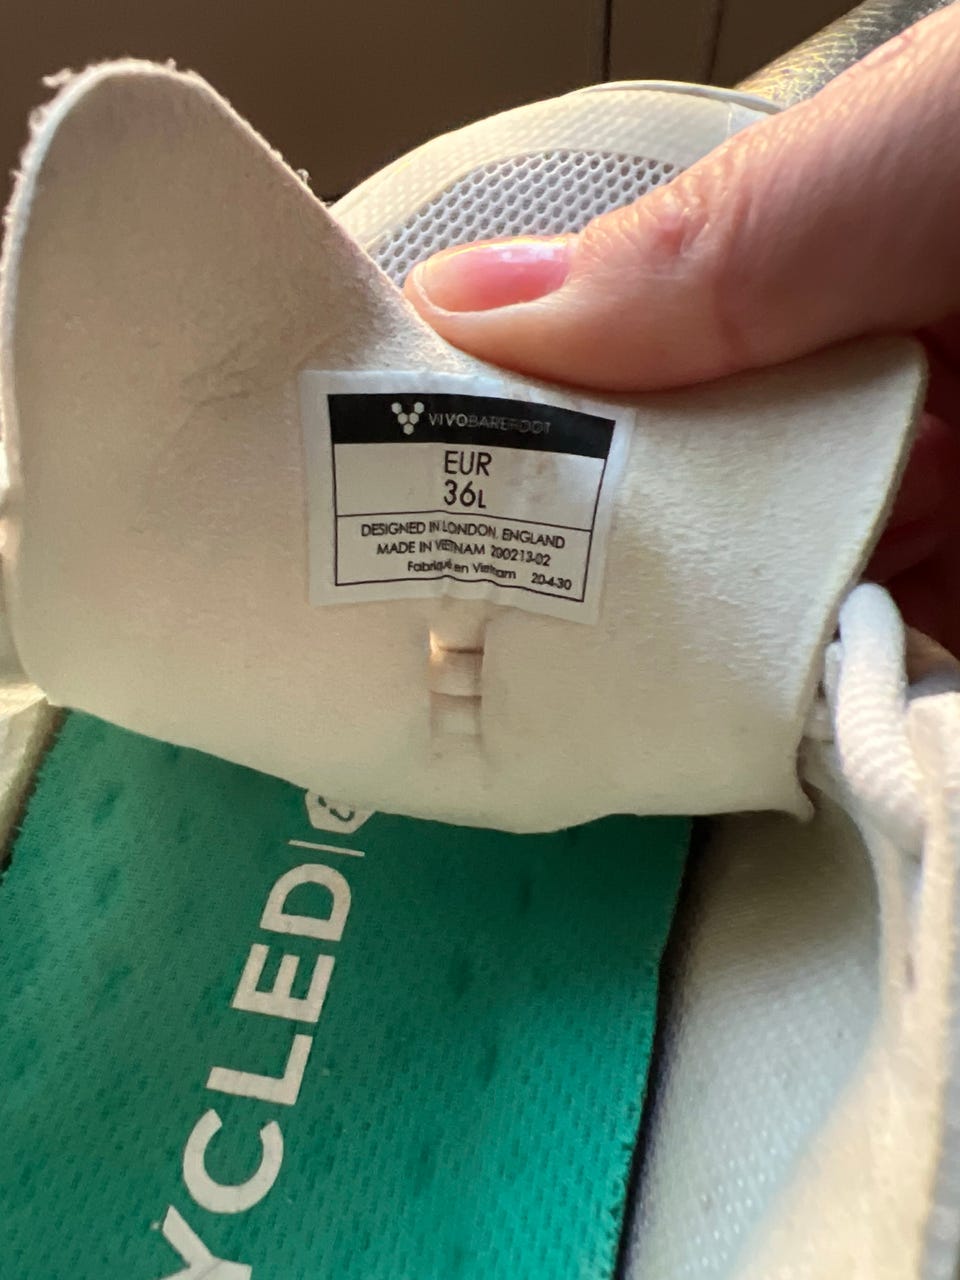 VIVOBAREFOOT
EUR
36L
DESIGNED IN LONDON, ENGLAND
MADE IN VIETNAM 200213-02
Fabriqué en Vietnam 20-4-30
YCLED